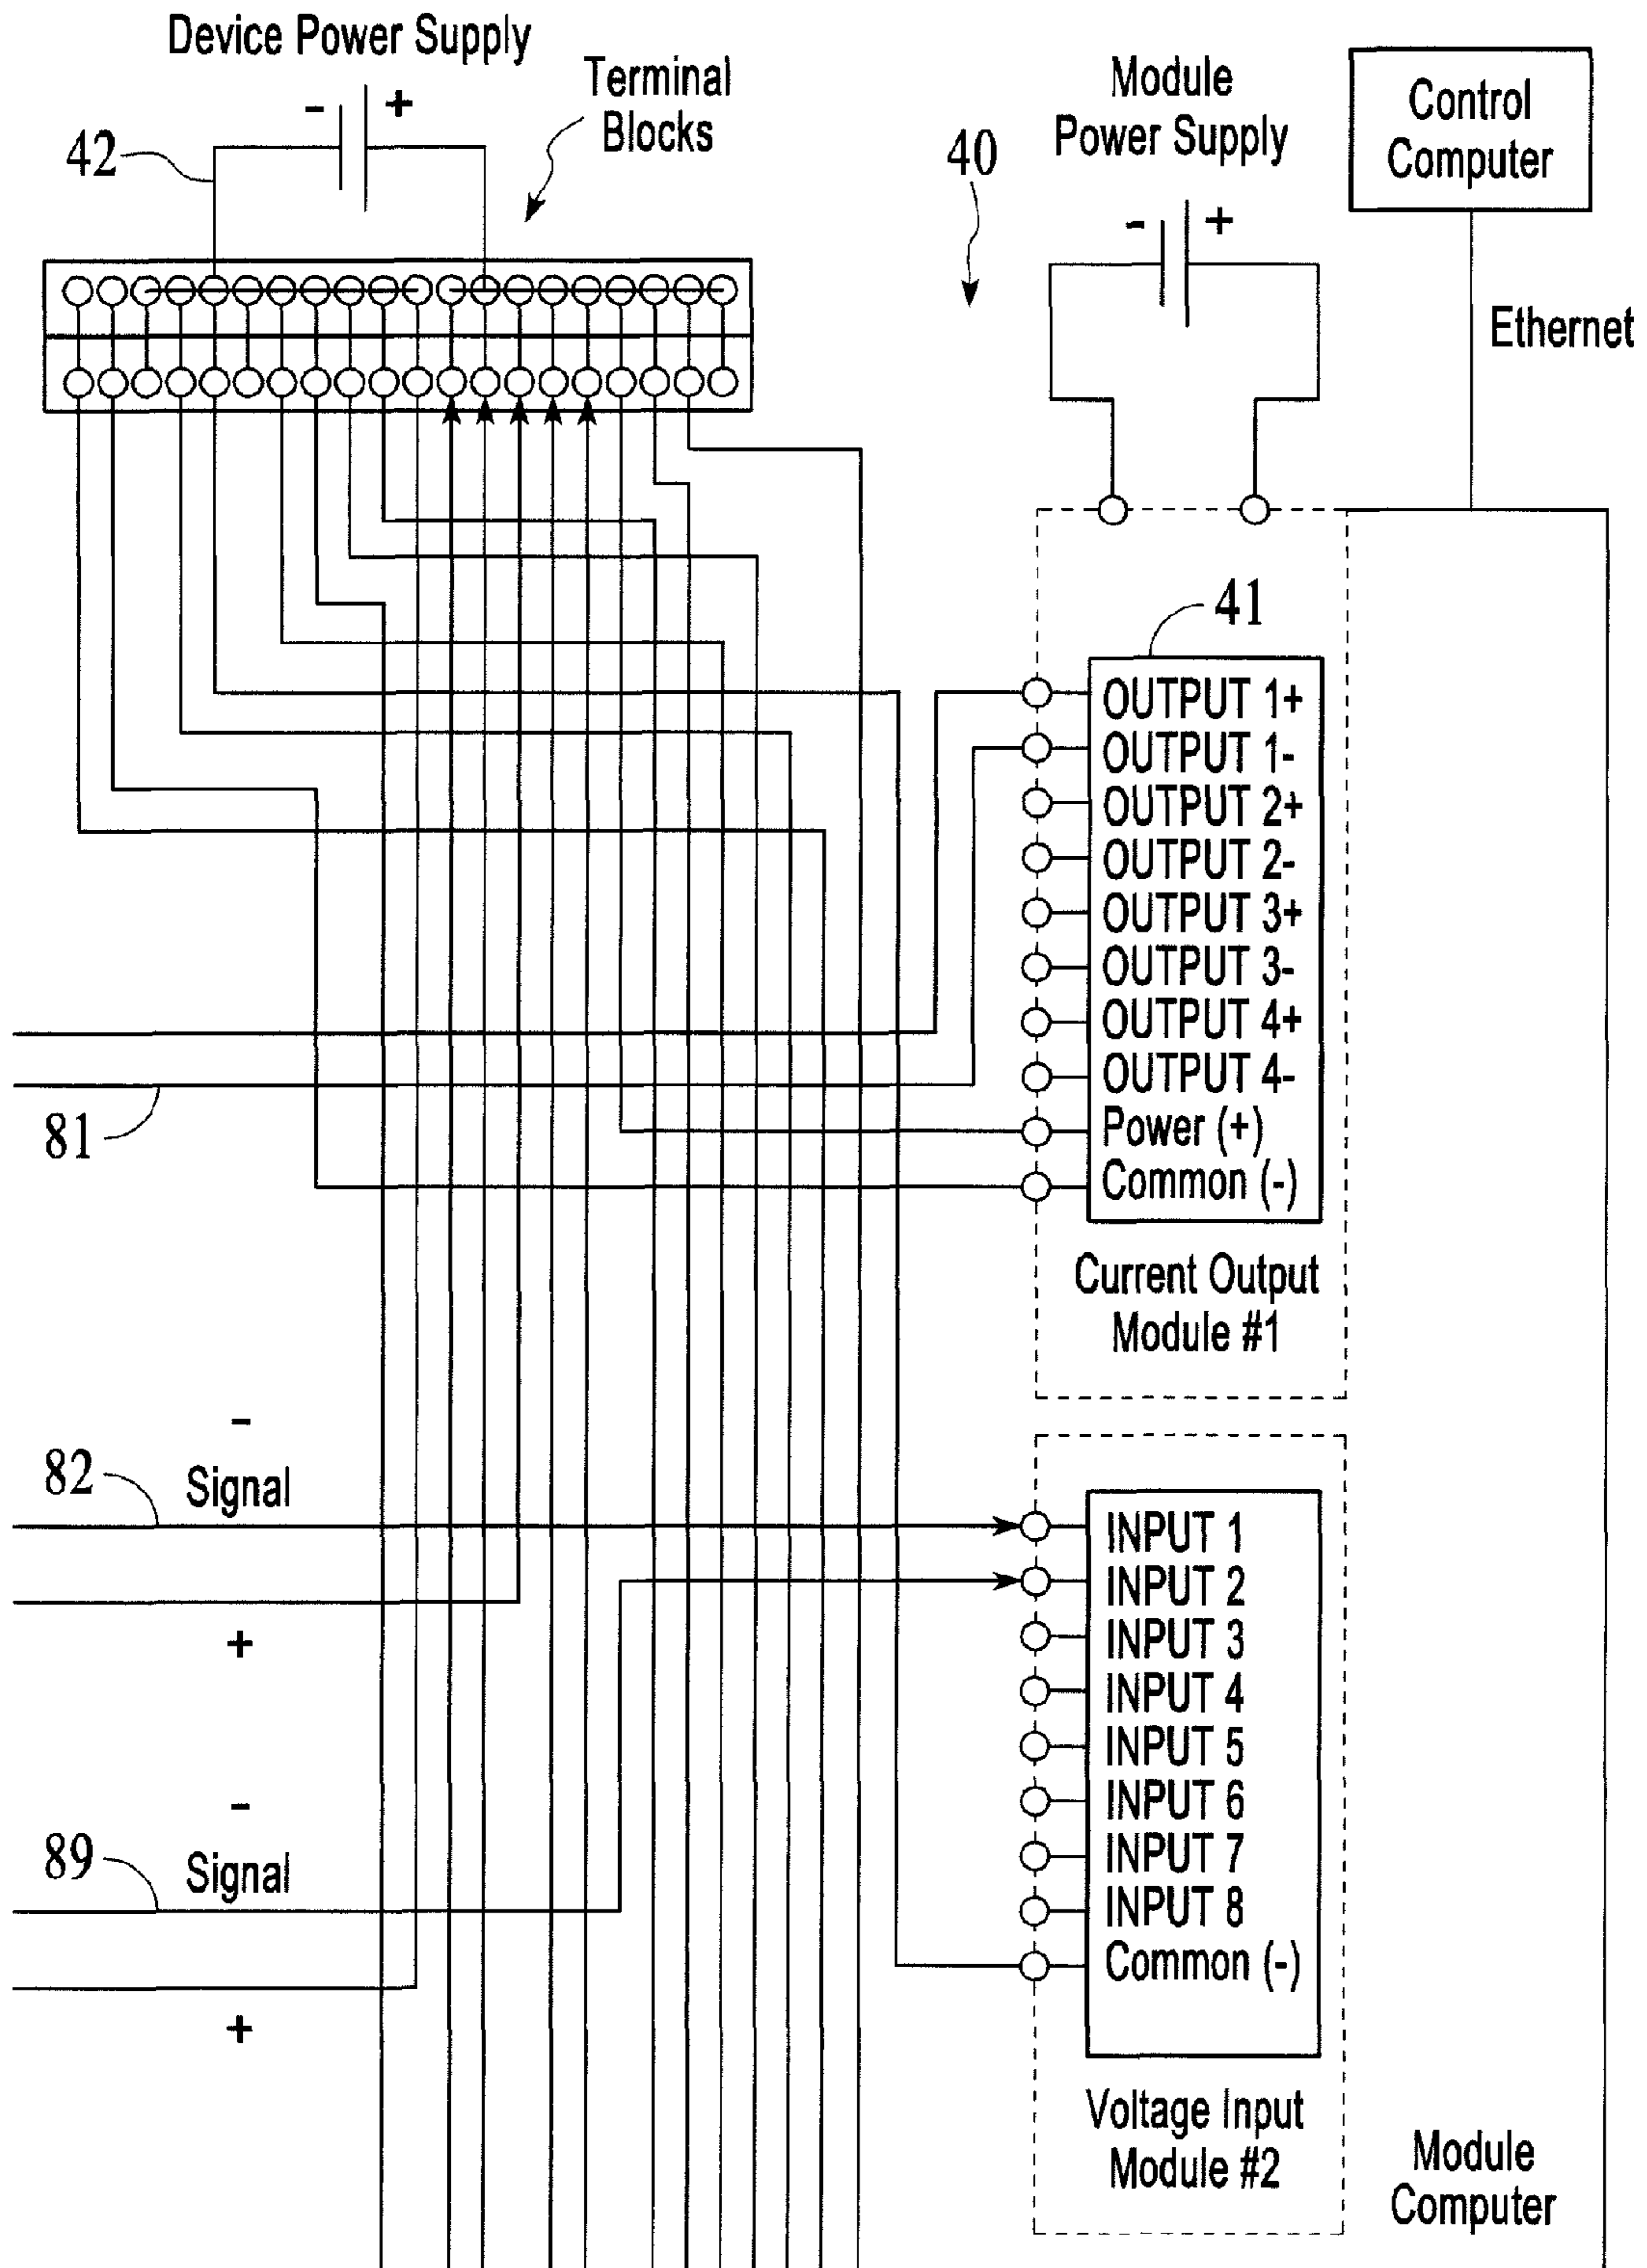 Device Power Supply
- +
42
Terminal
Blocks
40
Module
Power Supply
- +
Control
Computer
Ethernet
41
OUTPUT 1+
OUTPUT 1-
OUTPUT 2+
OUTPUT 2-
OUTPUT 3+
OUTPUT 3-
OUTPUT 4+
OUTPUT 4-
Power (+)
Common (-)
Current Output
Module #1
81
-
82
Signal
+
-
89
Signal
+
INPUT 1
INPUT 2
INPUT 3
INPUT 4
INPUT 5
INPUT 6
INPUT 7
INPUT 8
Common (-)
Voltage Input
Module #2
Module
Computer